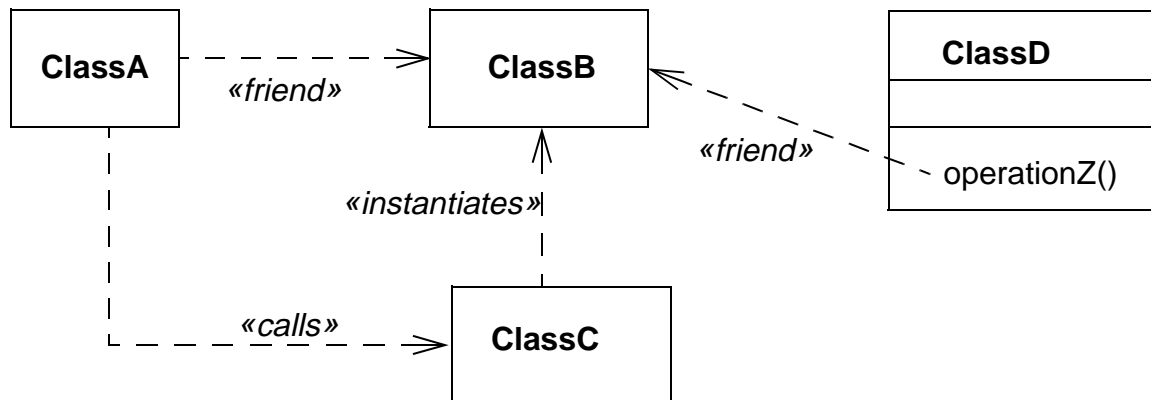 ClassA
ClassB
ClassD
«friend»
«friend»
operationZ()
«instantiates»
«calls»
ClassC